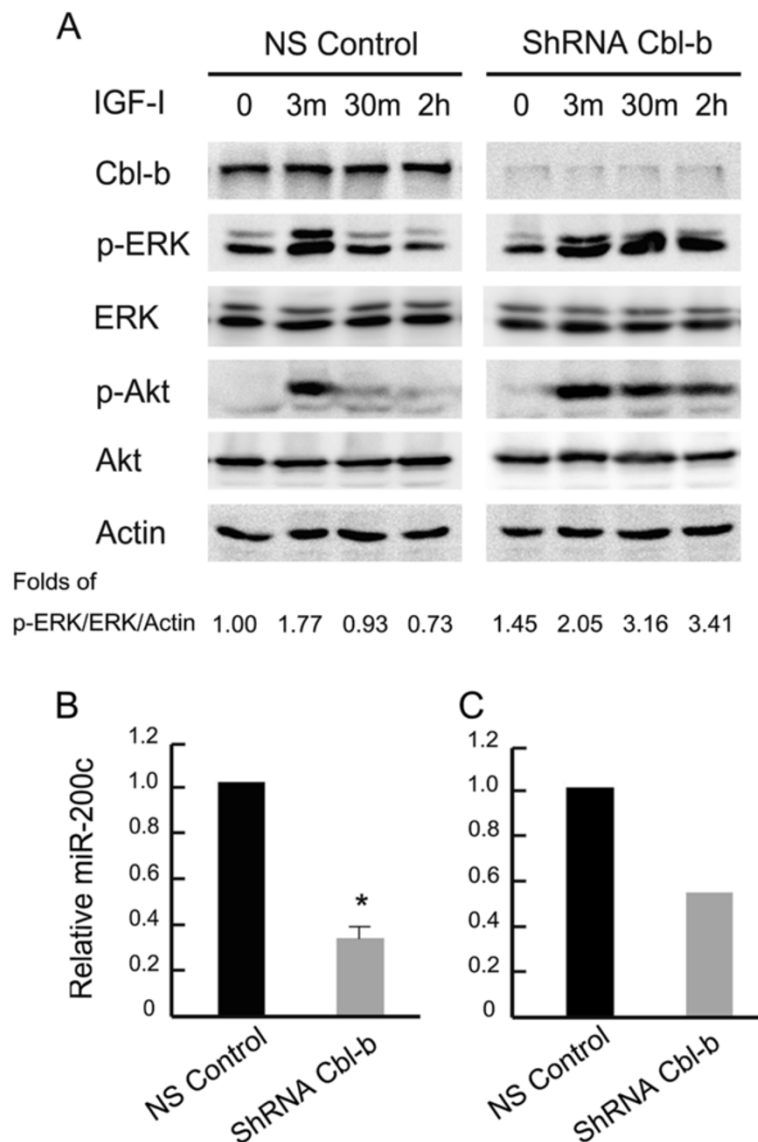 A
NS Control ShRNA Cbl-b
IGF-I 0 3m 30m 2h 0 3m 30m 2h
Cbl-b
p-ERK
ERK
p-Akt
Akt
Actin
Folds of
p-ERK/ERK/Actin 1.00 1.77 0.93 0.73 1.45 2.05 3.16 3.41
B
Relative miR-200c
1.2
1.0
0.8
0.6
0.4
0.2
0
*
NS Control
ShRNA Cbl-b
C
1.2
1.0
0.8
0.6
0.4
0.2
0
NS Control
ShRNA Cbl-b